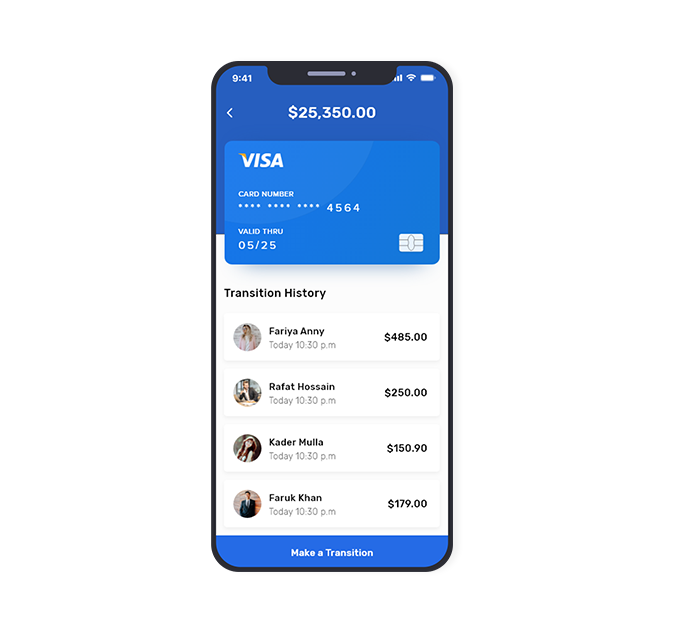 9:41
$25,350.00
VISA
CARD NUMBER
**** **** **** 4564
VALID THRU
05/25
Transition History
Fariya Anny
$485.00
Today 10:30 p.m
Rafat Hossain
$250.00
Today 10:30 p.m
Kader Mulla
$150.90
Today 10:30 p.m
Faruk Khan
$179.00
Today 10:30 p.m
Make a Transition